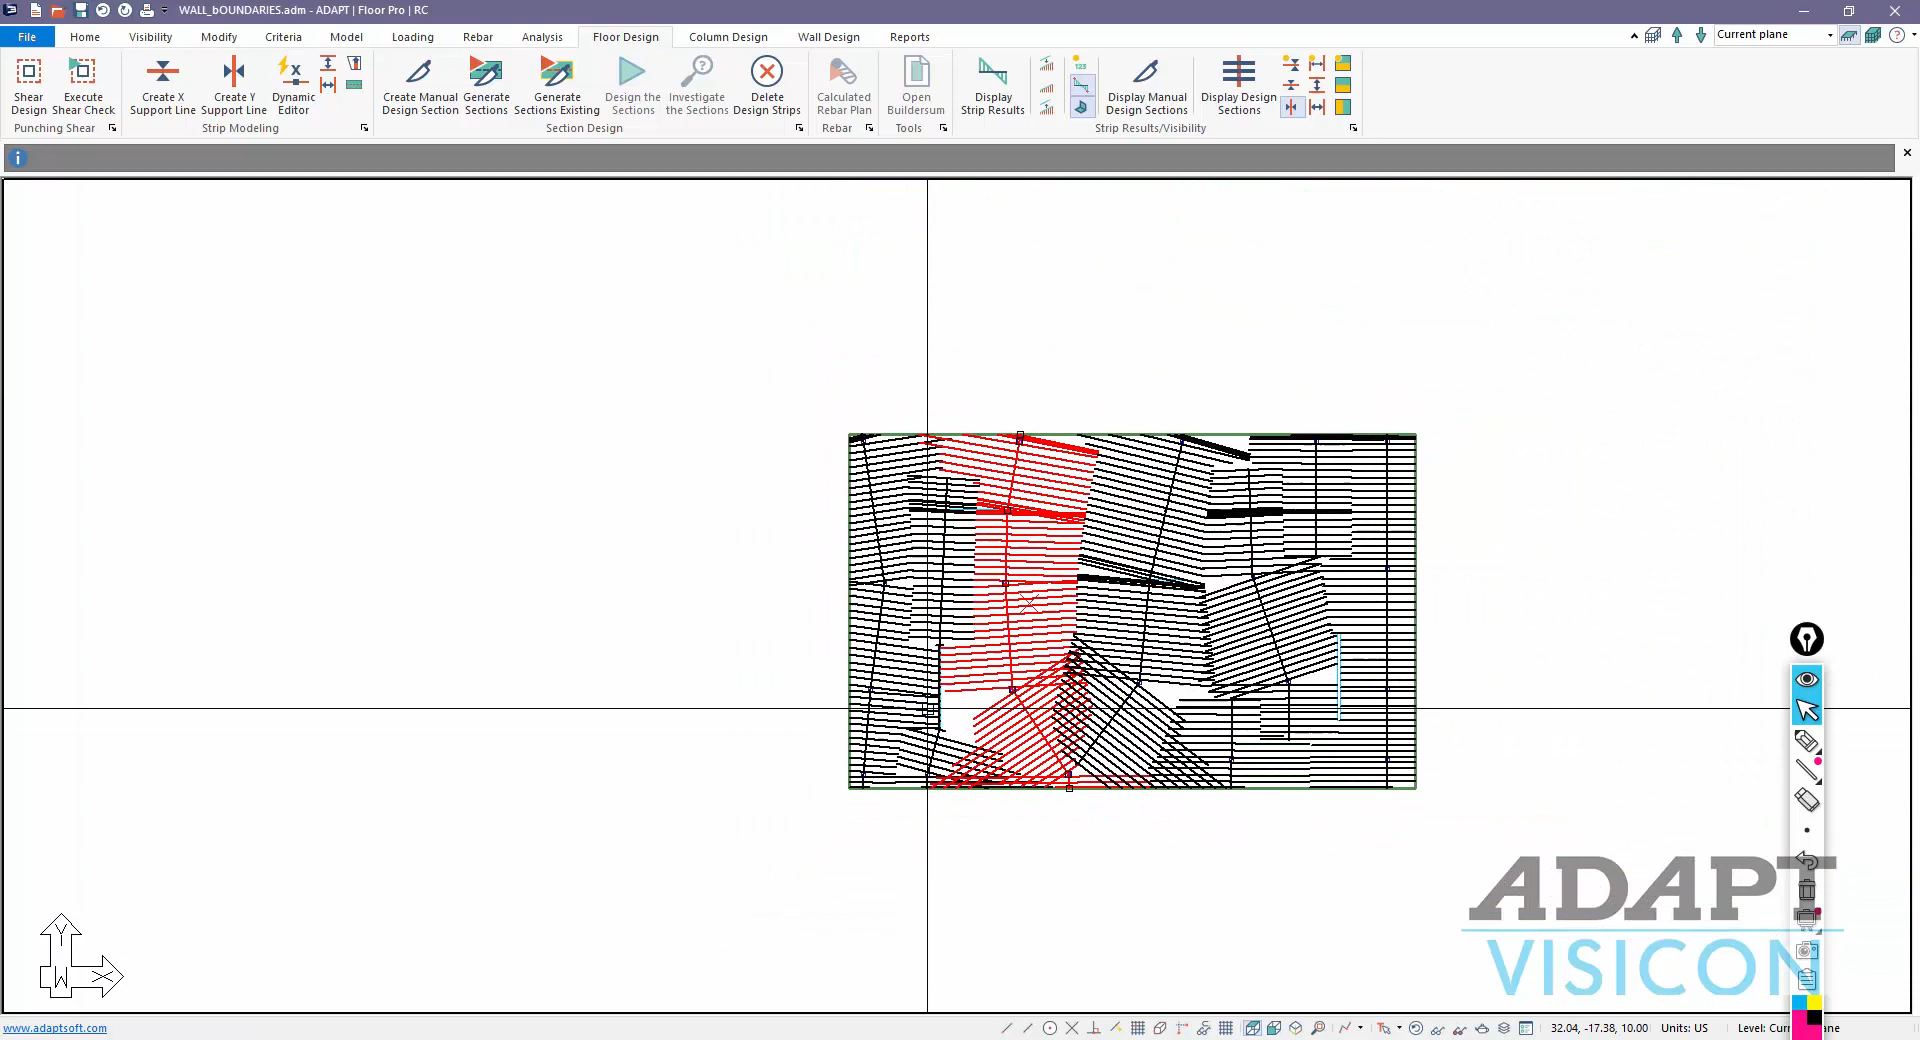 WALL_bOUNDARIES.adm - ADAPT | Floor Pro | RC
File Home Visibility Modify Criteria Model Loading Rebar Analysis Floor Design Column Design Wall Design Reports
Current plane
Shear Design
Execute Shear Check
Create X Support Line
Create Y Support Line
Dynamic Editor
Create Manual Design Section
Generate Sections
Generate Sections Existing
Design the Sections
Investigate the Sections
Delete Design Strips
Calculated Rebar Plan
Open Buildersum
Display Strip Results
123
Display Manual Design Sections
Display Design Sections
Punching Shear
Strip Modeling
Section Design
Rebar
Tools
Strip Results/Visibility
Y
W
X
ADAPT
VISICON
www.adaptsoft.com
32.04, -17.38, 10.00 Units: US Level: Curr ane